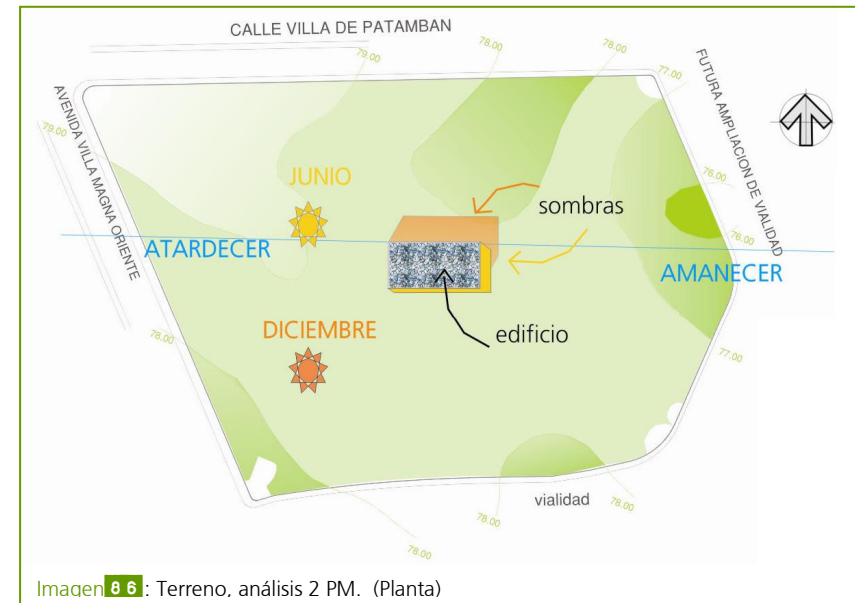 CALLE VILLA DE PATAMBAN
79.00
78.00
78.00
77.00
FUTURA AMPLIACION DE VIALIDAD
AVENIDA VILLA MAGNA ORIENTE
79.00
76.00
JUNIO
sombras
76.00
ATARDECER
AMANECER
78.00
DICIEMBRE
edificio
77.00
vialidad
78.00
78.00
78.00
Imagen 86: Terreno, análisis 2 PM. (Planta)